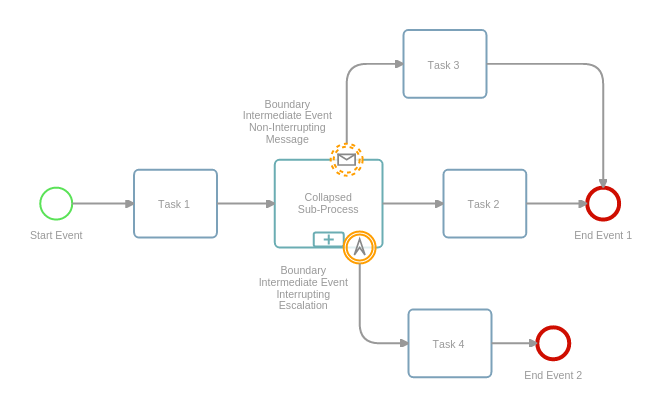 Task 3
Boundary
Intermediate Event
Non-Interrupting
Message
Collapsed
Sub-Process
Task 1
Task 2
Start Event
End Event 1
Boundary
Intermediate Event
Interrupting
Escalation
Task 4
End Event 2